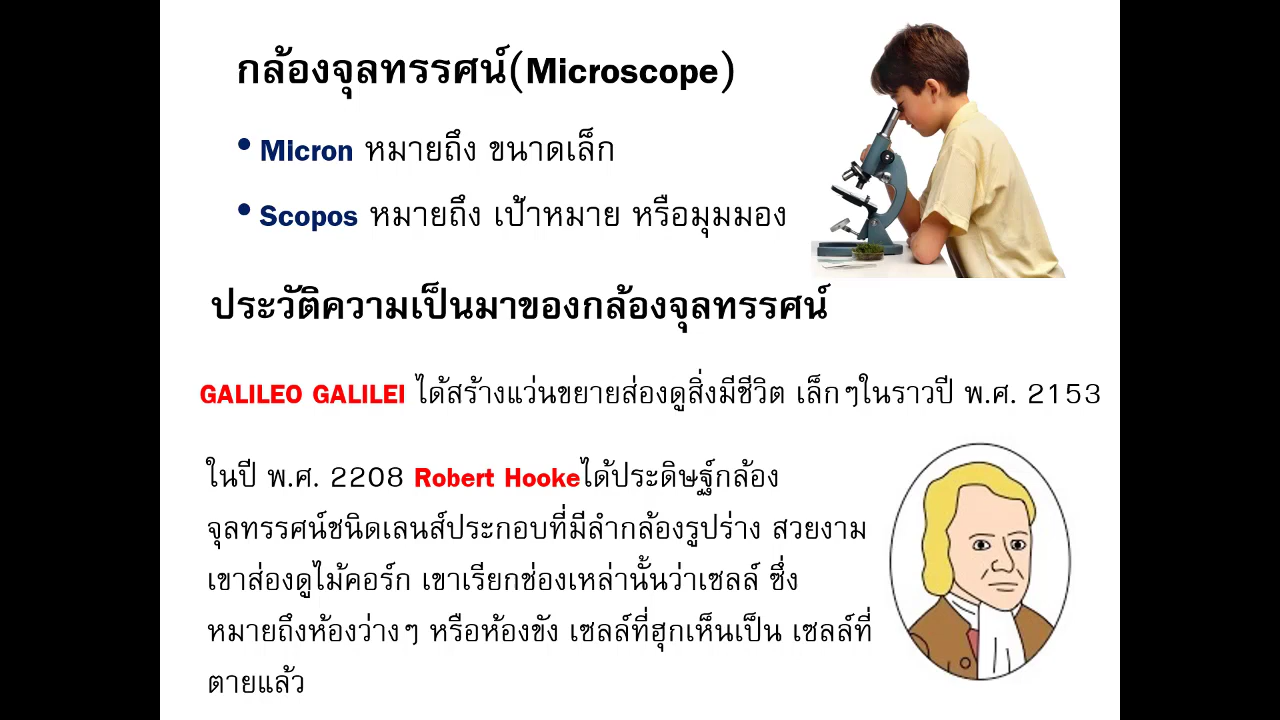 กล้องจุลทรรศน์(Microscope)
• Micron หมายถึง ขนาดเล็ก
• Scopos หมายถึง เป้าหมาย หรือมุมมอง
ประวัติความเป็นมาของกล้องจุลทรรศน์
GALILEO GALILEI ได้สร้างแว่นขยายส่องดูสิ่งมีชีวิต เล็กๆในราวปี พ.ศ. 2153
ในปี พ.ศ. 2208 Robert Hookeได้ประดิษฐ์กล้อง
จุลทรรศน์ชนิดเลนส์ประกอบที่มีลำกล้องรูปร่าง สวยงาม
เขาส่องดูไม้คอร์ก เขาเรียกช่องเหล่านั้นว่าเซลล์ ซึ่ง
หมายถึงห้องว่างๆ หรือห้องขัง เซลล์ที่ฮุกเห็นเป็น เซลล์ที่
ตายแล้ว